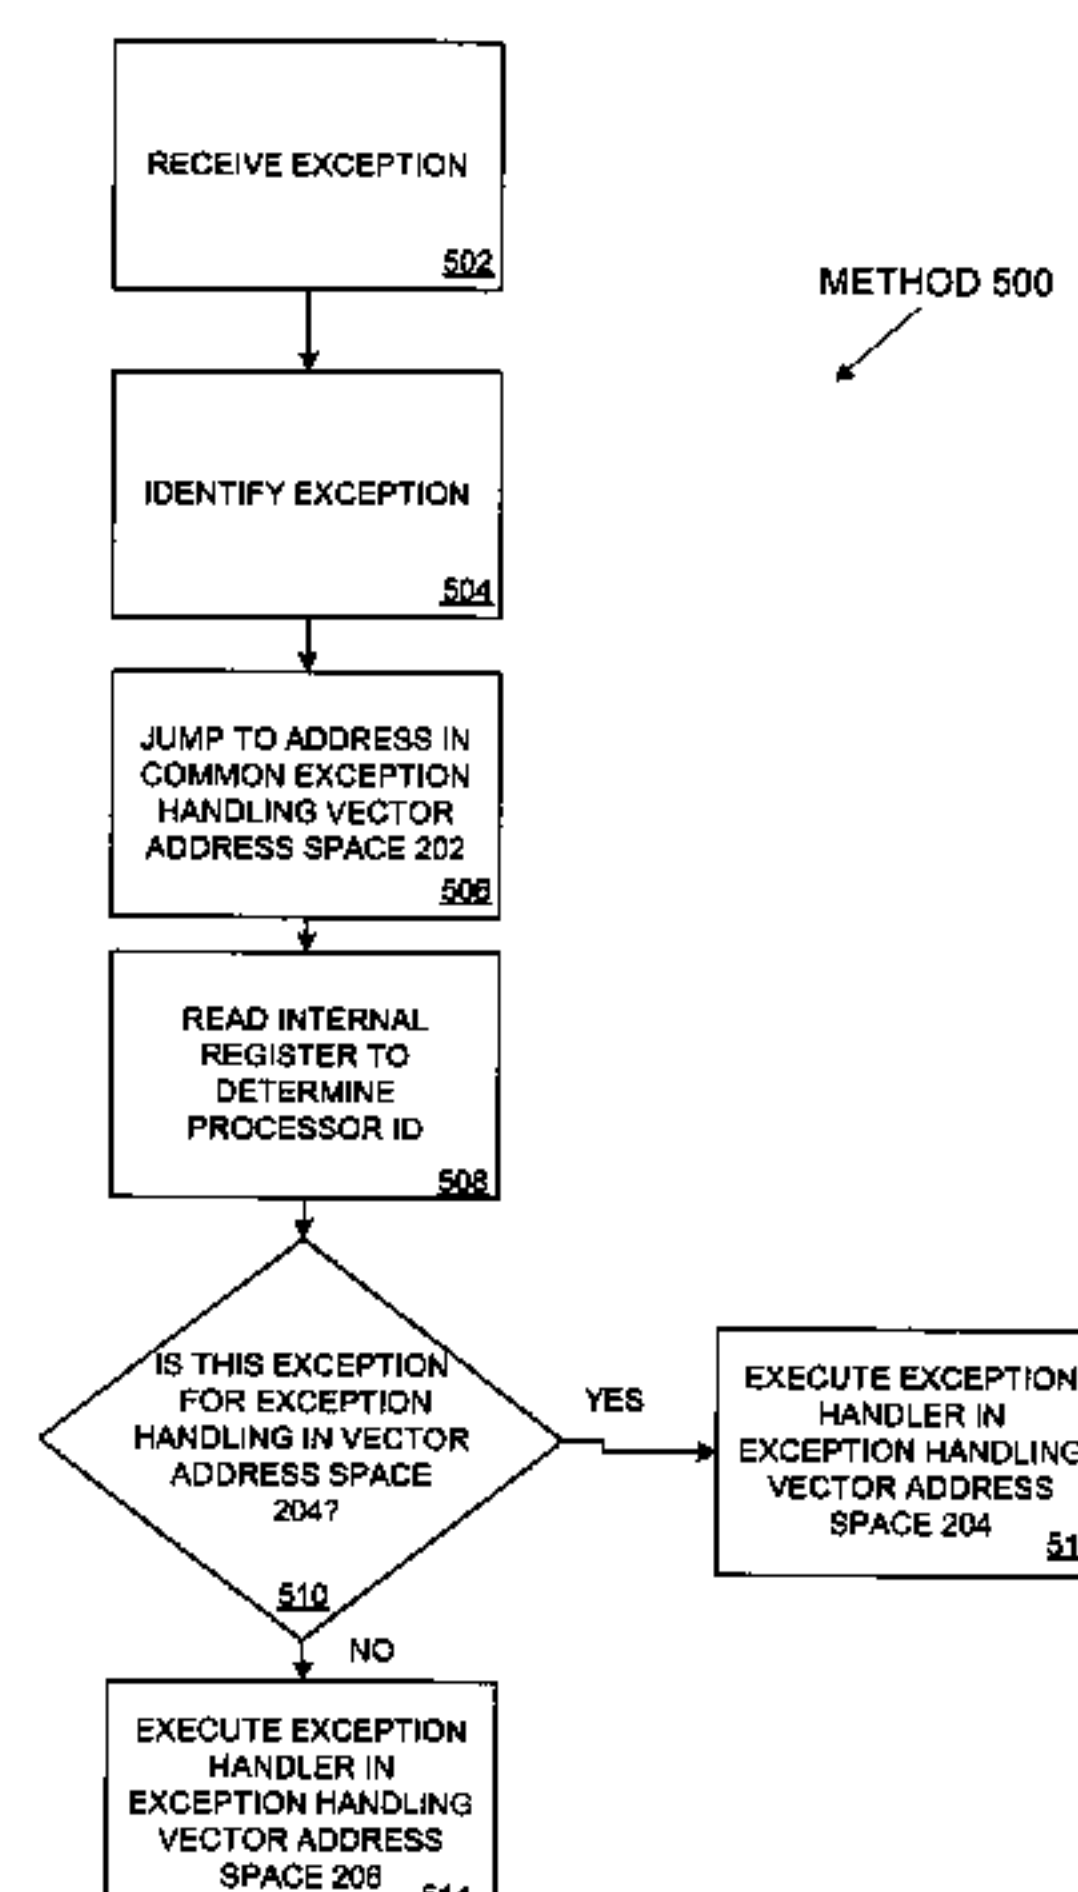 RECEIVE EXCEPTION
502
METHOD 500
IDENTIFY EXCEPTION
504
JUMP TO ADDRESS IN
COMMON EXCEPTION
HANDLING VECTOR
ADDRESS SPACE 202
506
READ INTERNAL
REGISTER TO
DETERMINE
PROCESSOR ID
508
IS THIS EXCEPTION
FOR EXCEPTION
HANDLING IN VECTOR
ADDRESS SPACE
204?
510
YES
EXECUTE EXCEPTION
HANDLER IN
EXCEPTION HANDLING
VECTOR ADDRESS
SPACE 204
NO
EXECUTE EXCEPTION
HANDLER IN
EXCEPTION HANDLING
VECTOR ADDRESS
SPACE 206